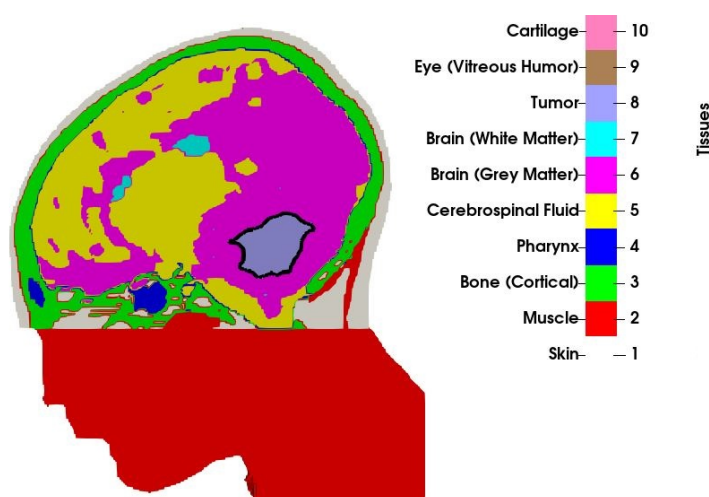 Cartilage 10
Eye (Vitreous Humor) 9
Tumor 8
Brain (White Matter) 7
Brain (Grey Matter) 6
Cerebrospinal Fluid 5
Pharynx 4
Bone (Cortical) 3
Muscle 2
Skin 1
Tissues